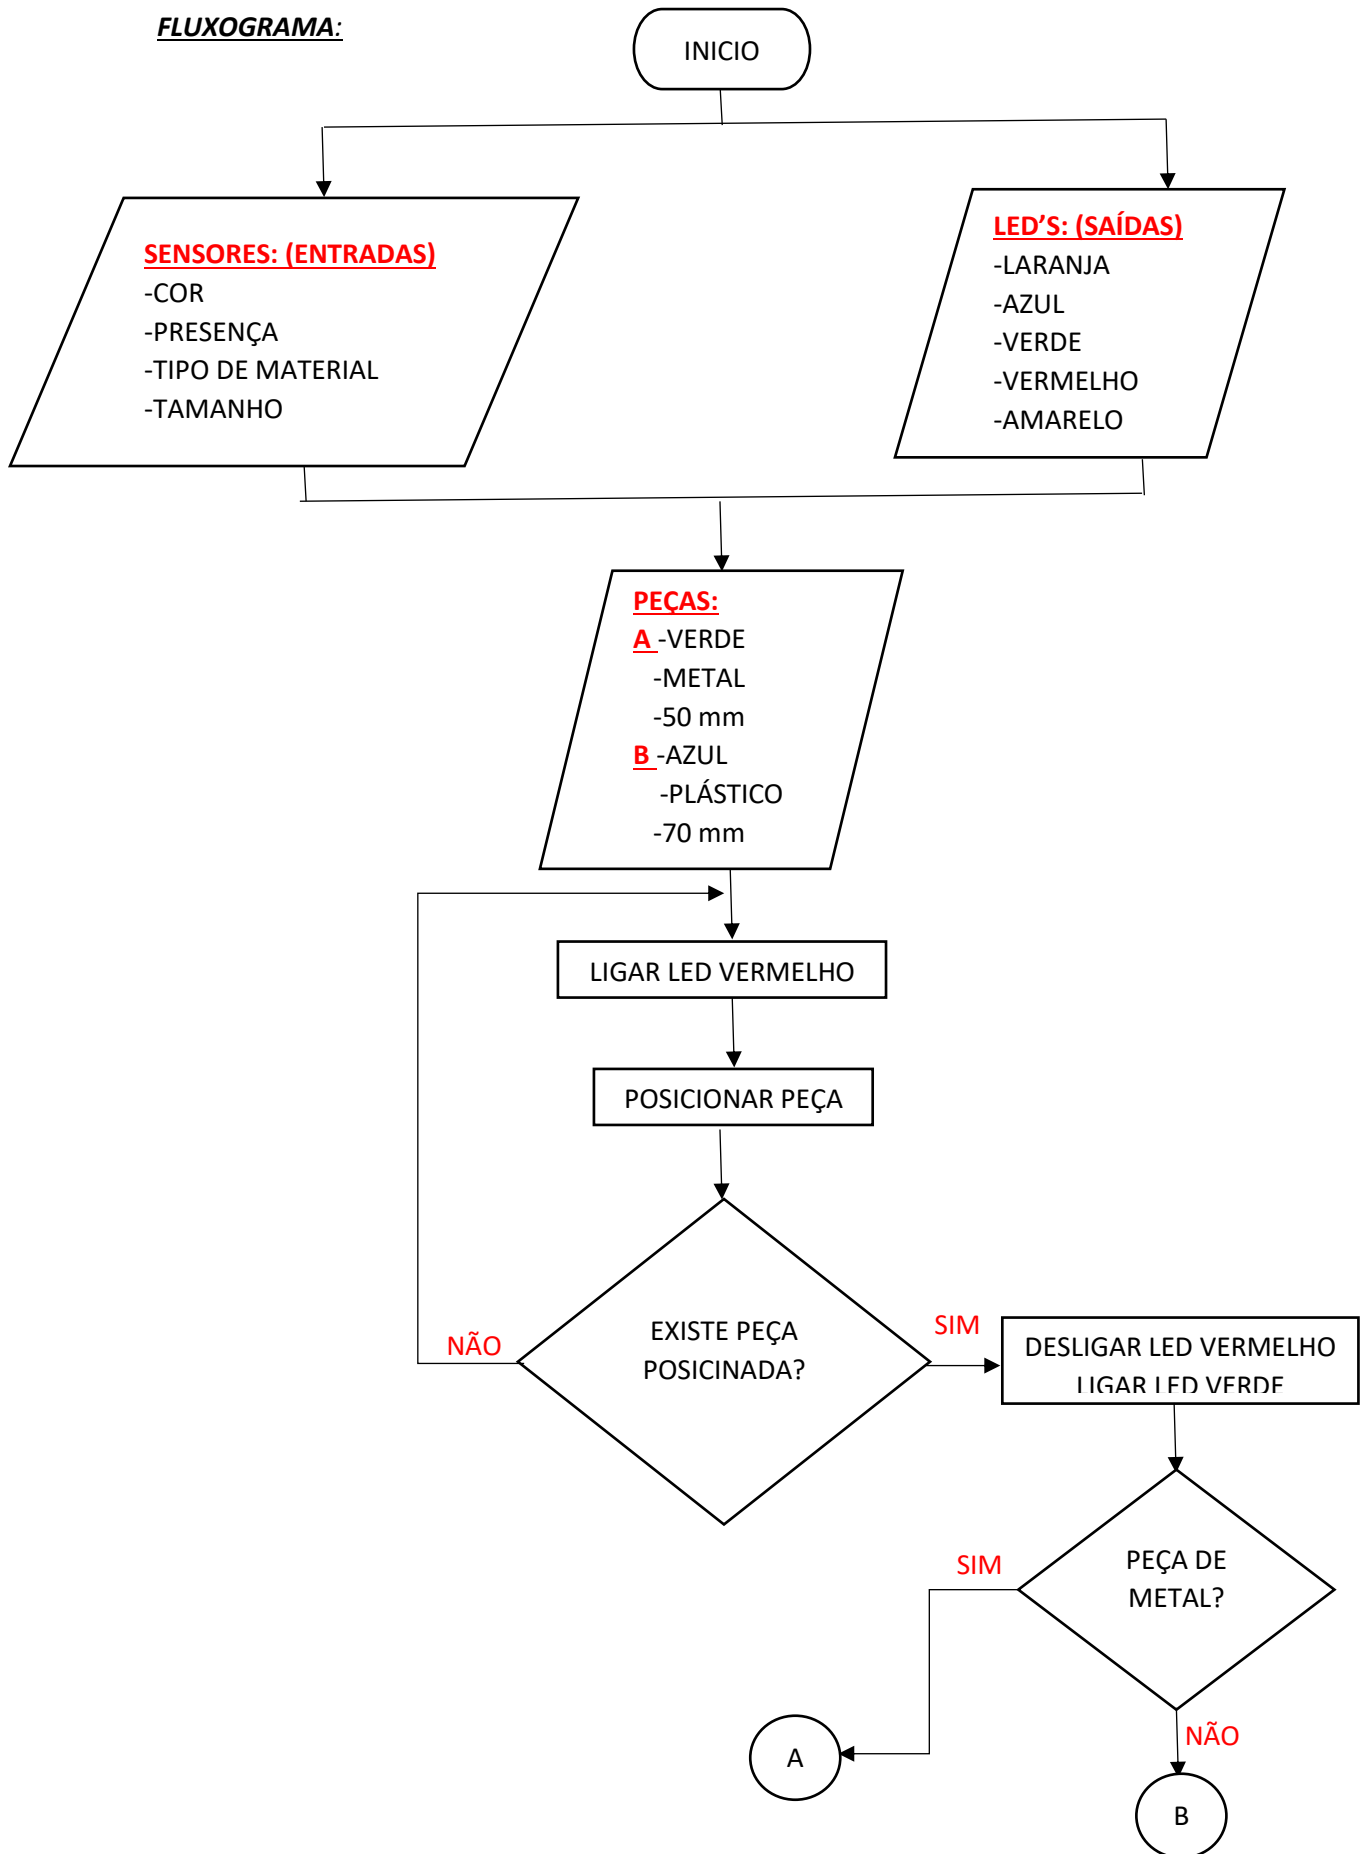 FLUXOGRAMA:
INICIO
SENSORES: (ENTRADAS)
-COR
-PRESENÇA
-TIPO DE MATERIAL
-TAMANHO
LED’S: (SAÍDAS)
-LARANJA
-AZUL
-VERDE
-VERMELHO
-AMARELO
PEÇAS:
A -VERDE
-METAL
-50 mm
B -AZUL
-PLÁSTICO
-70 mm
LIGAR LED VERMELHO
POSICIONAR PEÇA
EXISTE PEÇA
POSICINADA?
NÃO
SIM
DESLIGAR LED VERMELHO
LIGAR LED VERDE
PEÇA DE
METAL?
SIM
NÃO
A
B